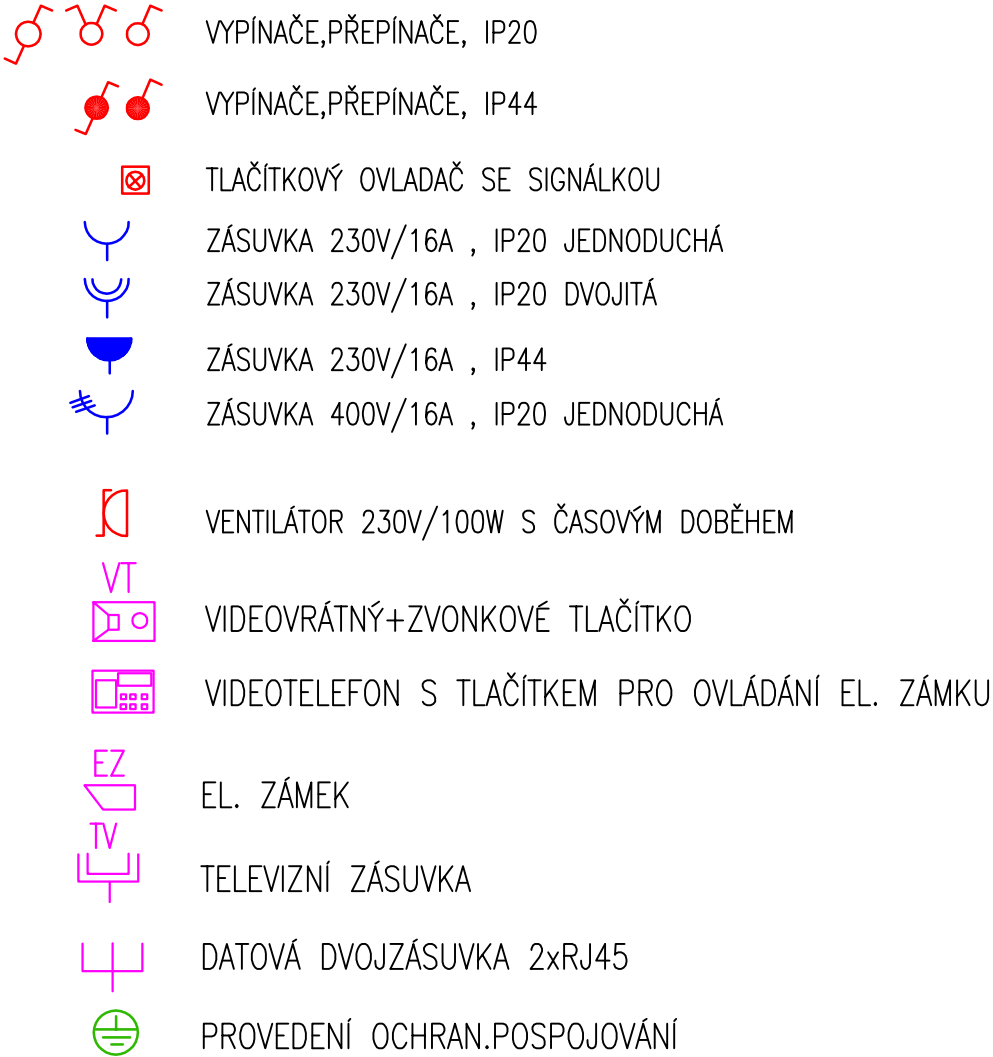 VYPÍNAČE,PŘEPÍNAČE, IP20
VYPÍNAČE,PŘEPÍNAČE, IP44
TLAČÍTKOVÝ OVLADAČ SE SIGNÁLKOU
ZÁSUVKA 230V/16A , IP20 JEDNODUCHÁ
ZÁSUVKA 230V/16A , IP20 DVOJITÁ
ZÁSUVKA 230V/16A , IP44
ZÁSUVKA 400V/16A , IP20 JEDNODUCHÁ
VENTILÁTOR 230V/100W S ČASOVÝM DOBĚHEM
VT
VIDEOVRÁTNÝ+ZVONKOVÉ TLAČÍTKO
VIDEOTELEFON S TLAČÍTKEM PRO OVLÁDÁNÍ EL. ZÁMKU
EZ
EL. ZÁMEK
TV
TELEVIZNÍ ZÁSUVKA
DATOVÁ DVOJZÁSUVKA 2xRJ45
PROVEDENÍ OCHRAN.POSPOJOVÁNÍ